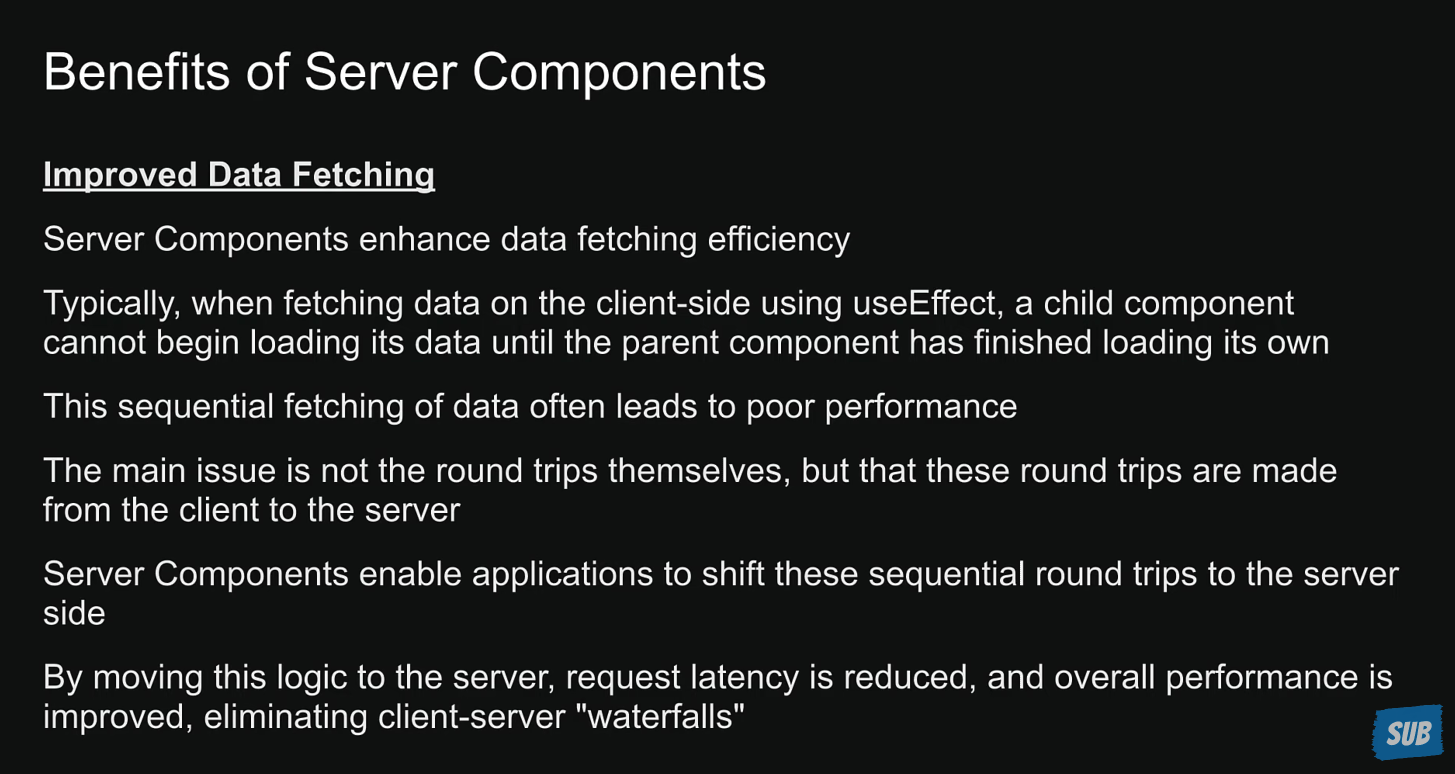 Benefits of Server Components
Improved Data Fetching
Server Components enhance data fetching efficiency
Typically, when fetching data on the client-side using useEffect, a child component
cannot begin loading its data until the parent component has finished loading its own
This sequential fetching of data often leads to poor performance
The main issue is not the round trips themselves, but that these round trips are made
from the client to the server
Server Components enable applications to shift these sequential round trips to the server
side
By moving this logic to the server, request latency is reduced, and overall performance is
improved, eliminating client-server "waterfalls"
SUB